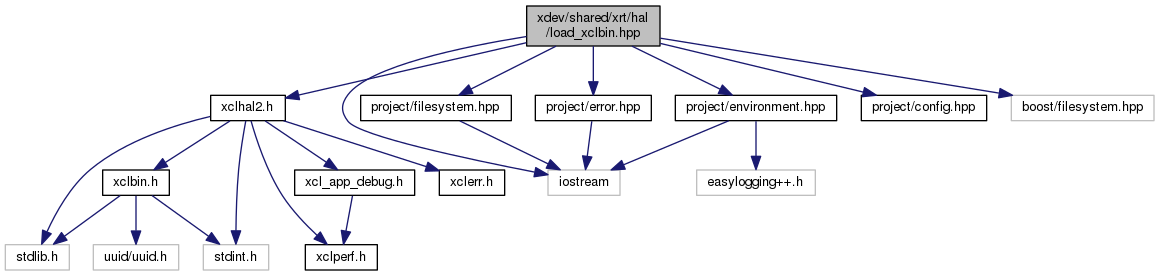 xdev/shared/xrt/hal
/load_xclbin.hpp
xclhal2.h
project/filesystem.hpp
project/error.hpp
project/environment.hpp
project/config.hpp
boost/filesystem.hpp
xclbin.h
xcl_app_debug.h
xclerr.h
iostream
easylogging++.h
stdlib.h
uuid/uuid.h
stdint.h
xclperf.h